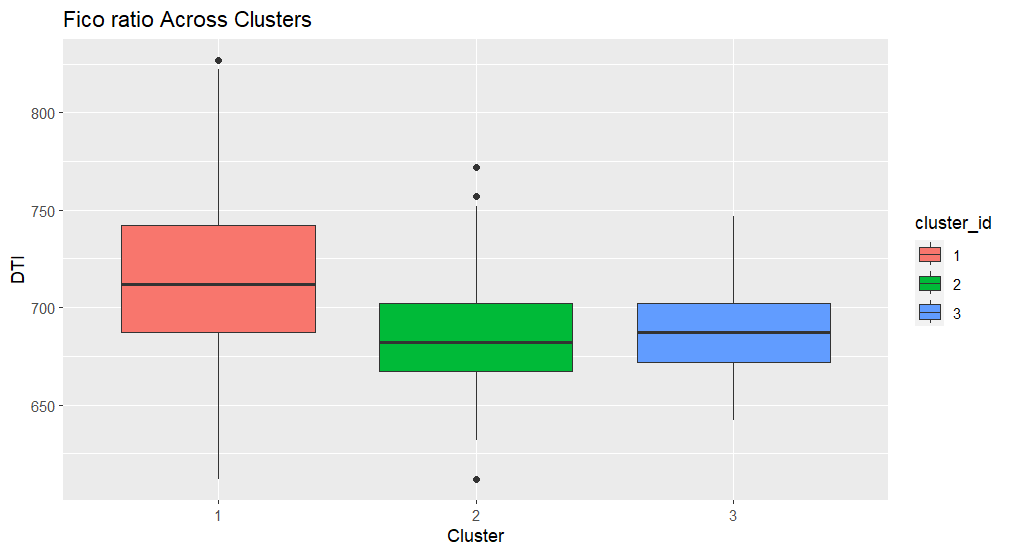 Fico ratio Across Clusters
DTI
800
750
700
650
1
2
3
Cluster
cluster_id
1
2
3